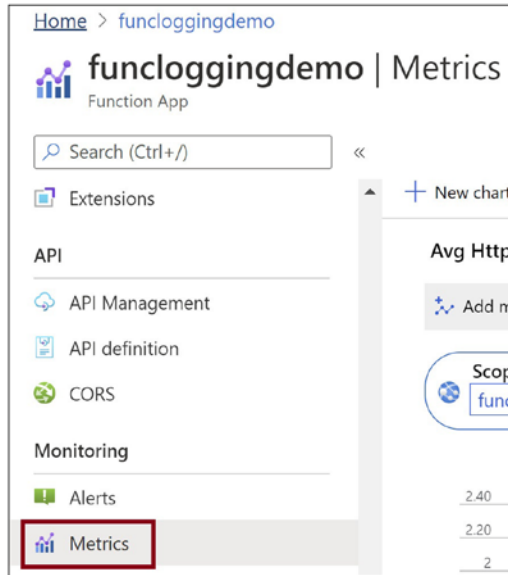 Home > funcloggingdemo
funcloggingdemo | Metrics
Function App
Search (Ctrl+/)
«
Extensions
API
API Management
API definition
CORS
Monitoring
Alerts
Metrics
+ New chart
Avg Http
Add m
Scop
func
2.40
2.20
2